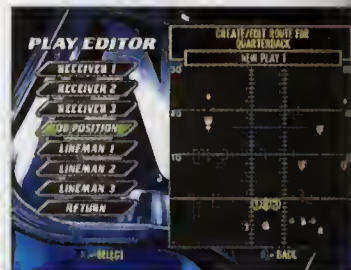 PLAY EDITOR
RECEIVER 1
RECEIVER 2
RECEIVER 3
QB POSITION
LINEMAN 1
LINEMAN 2
LINEMAN 3
RETURN
SELECT
CREATE/EDIT ROUTE FOR
QUARTERBACK
NEW PLAY 1
BACK